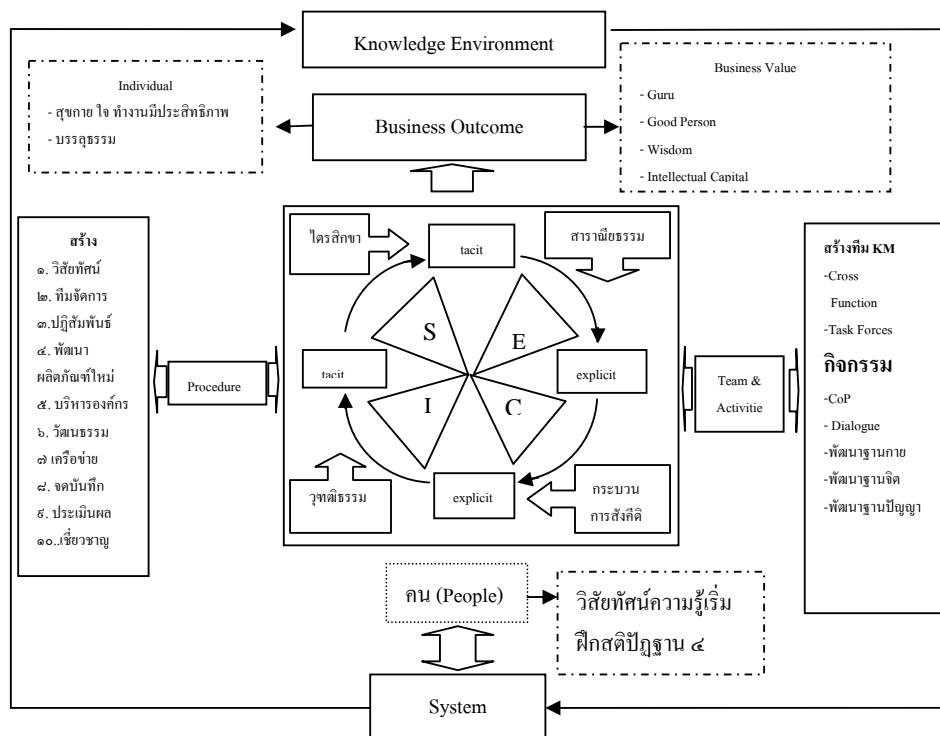 Knowledge Environment
Individual
- สุขกาย ใจ ทำงานมีประสิทธิภาพ
- บรรลุธรรม
Business Outcome
Business Value
- Guru
- Good Person
- Wisdom
- Intellectual Capital
สร้าง
๑. วิสัยทัศน์
๒. ทีมจัดการ
๓.ปฏิสัมพันธ์
๔. พัฒนา
ผลิตภัณฑ์ใหม่
๕. บริหารองค์กร
๖. วัฒนธรรม
๗ เครือข่าย
๘. จดบันทึก
๙. ประเมินผล
๑๐..เชี่ยวชาญ
Procedure
ไตรสิกขา
tacit
สาราณียธรรม
S
E
tacit
explicit
I
C
วุฑฒิธรรม
explicit
กระบวน
การสังคีติ
Team &
Activitie
สร้างทีม KM
-Cross
Function
-Task Forces
กิจกรรม
-CoP
- Dialogue
-พัฒนาฐานกาย
-พัฒนาฐานจิต
-พัฒนาฐานปัญญา
คน (People)
วิสัยทัศน์ความรู้เริ่ม
ฝึกสติปัฏฐาน ๔
System